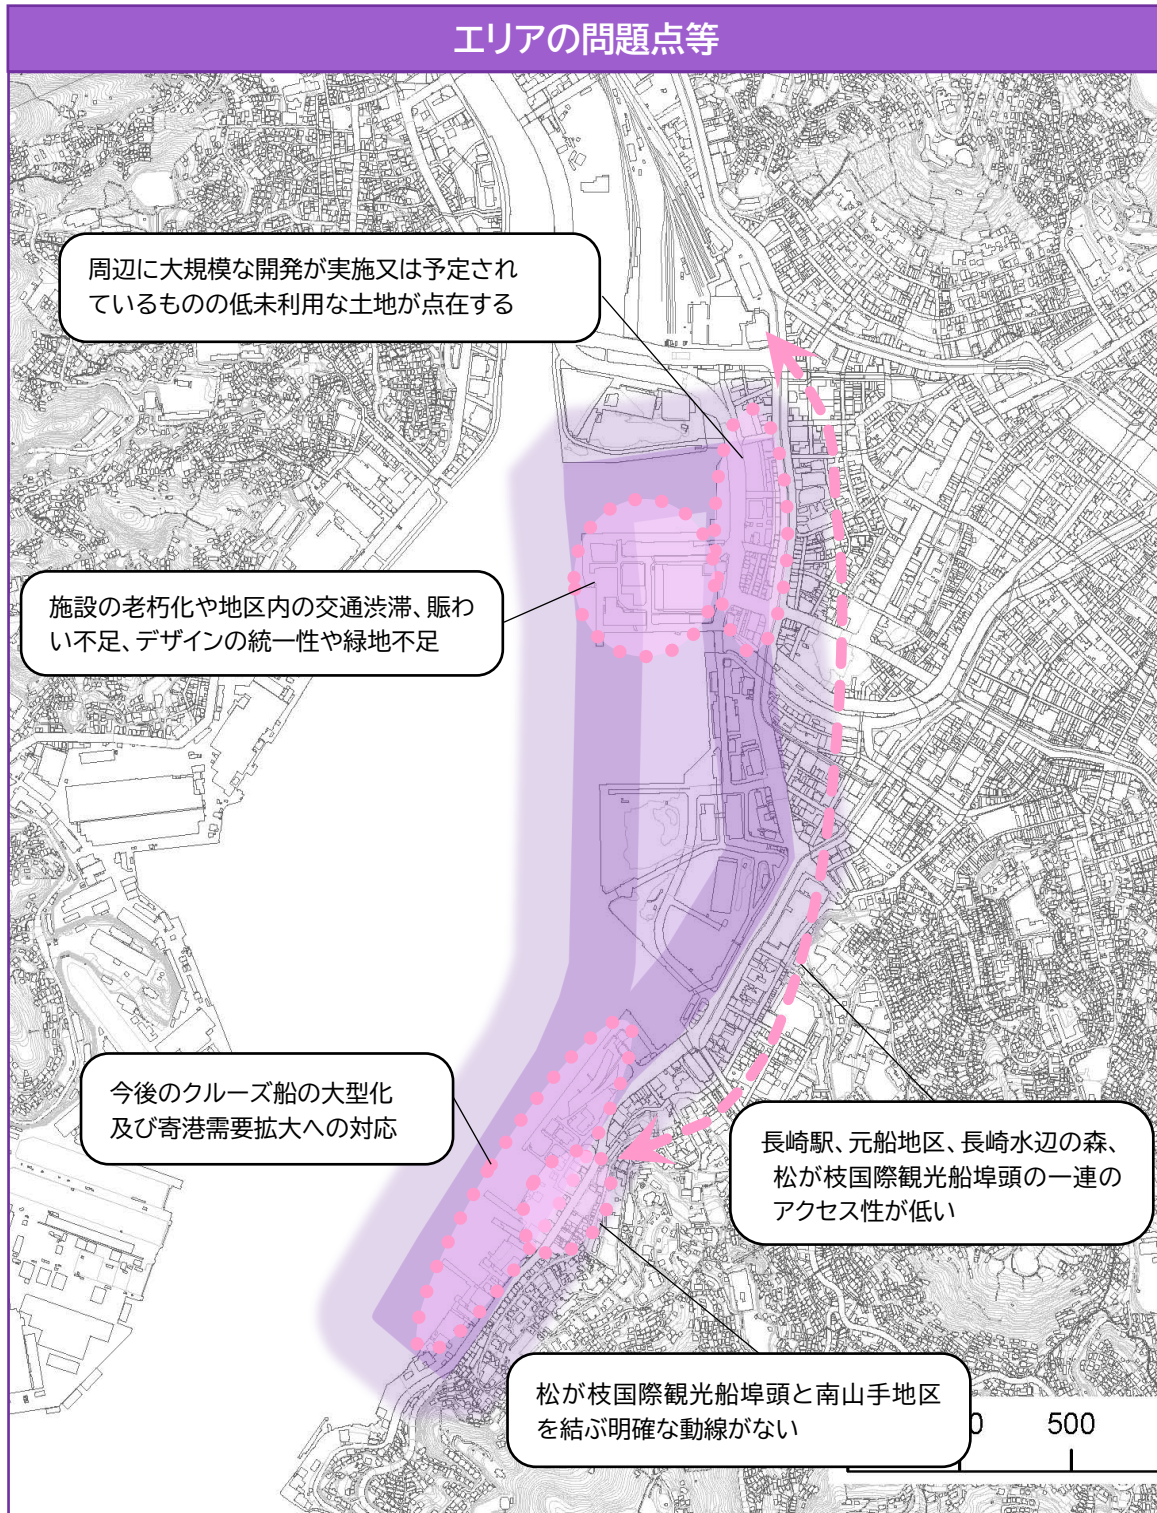 エリアの問題点等
周辺に大規模な開発が実施又は予定され
ているものの低未利用な土地が点在する
施設の老朽化や地区内の交通渋滞、賑わ
い不足、デザインの統一性や緑地不足
今後のクルーズ船の大型化
及び寄港需要拡大への対応
長崎駅、元船地区、長崎水辺の森、
松が枝国際観光船埠頭の一連の
アクセス性が低い
松が枝国際観光船埠頭と南山手地区
を結ぶ明確な動線がない
500